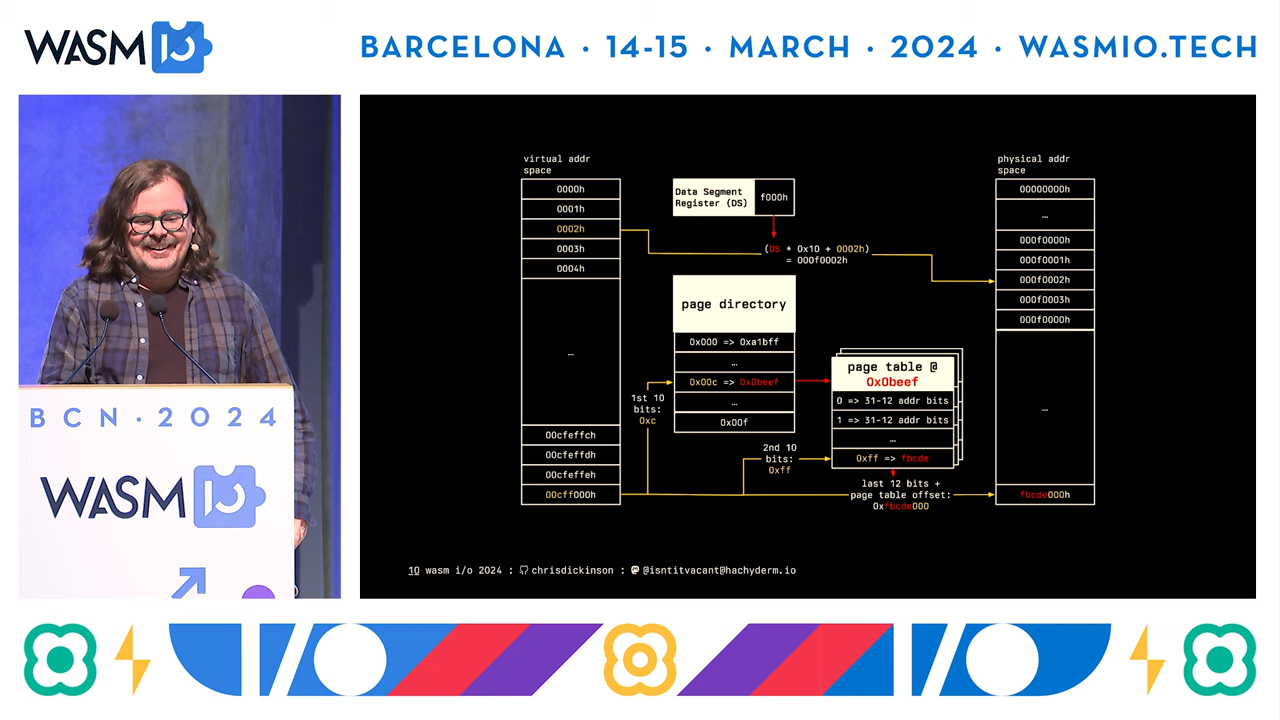 WASM IO
BARCELONA · 14-15 · MARCH · 2024 · WASMIO.TECH
BCN·2024
WASM IO
virtual addr
space
0000h
0001h
0002h
0003h
0004h
…
00cfeffch
00cfeffdh
00cfeffeh
00cff000h
Data Segment
Register (DS)
f000h
(DS * 0x10 + 0002h)
= 000f0002h
page directory
0x000 => 0xa1bff
…
0x00c => 0x0beef
…
0x00f
1st 10
bits:
0xc
2nd 10
bits:
0xff
page table @
0x0beef
0 => 31-12 addr bits
1 => 31-12 addr bits
…
0xff => fbcde
last 12 bits +
page table offset:
0xfbcde000
physical addr
space
00000000h
…
000f0000h
000f0001h
000f0002h
000f0003h
000f0000h
…
fbcde000h
10 wasm i/o 2024 : chrisdickinson : @isntitvacant@hachyderm.io
I/O
I/O